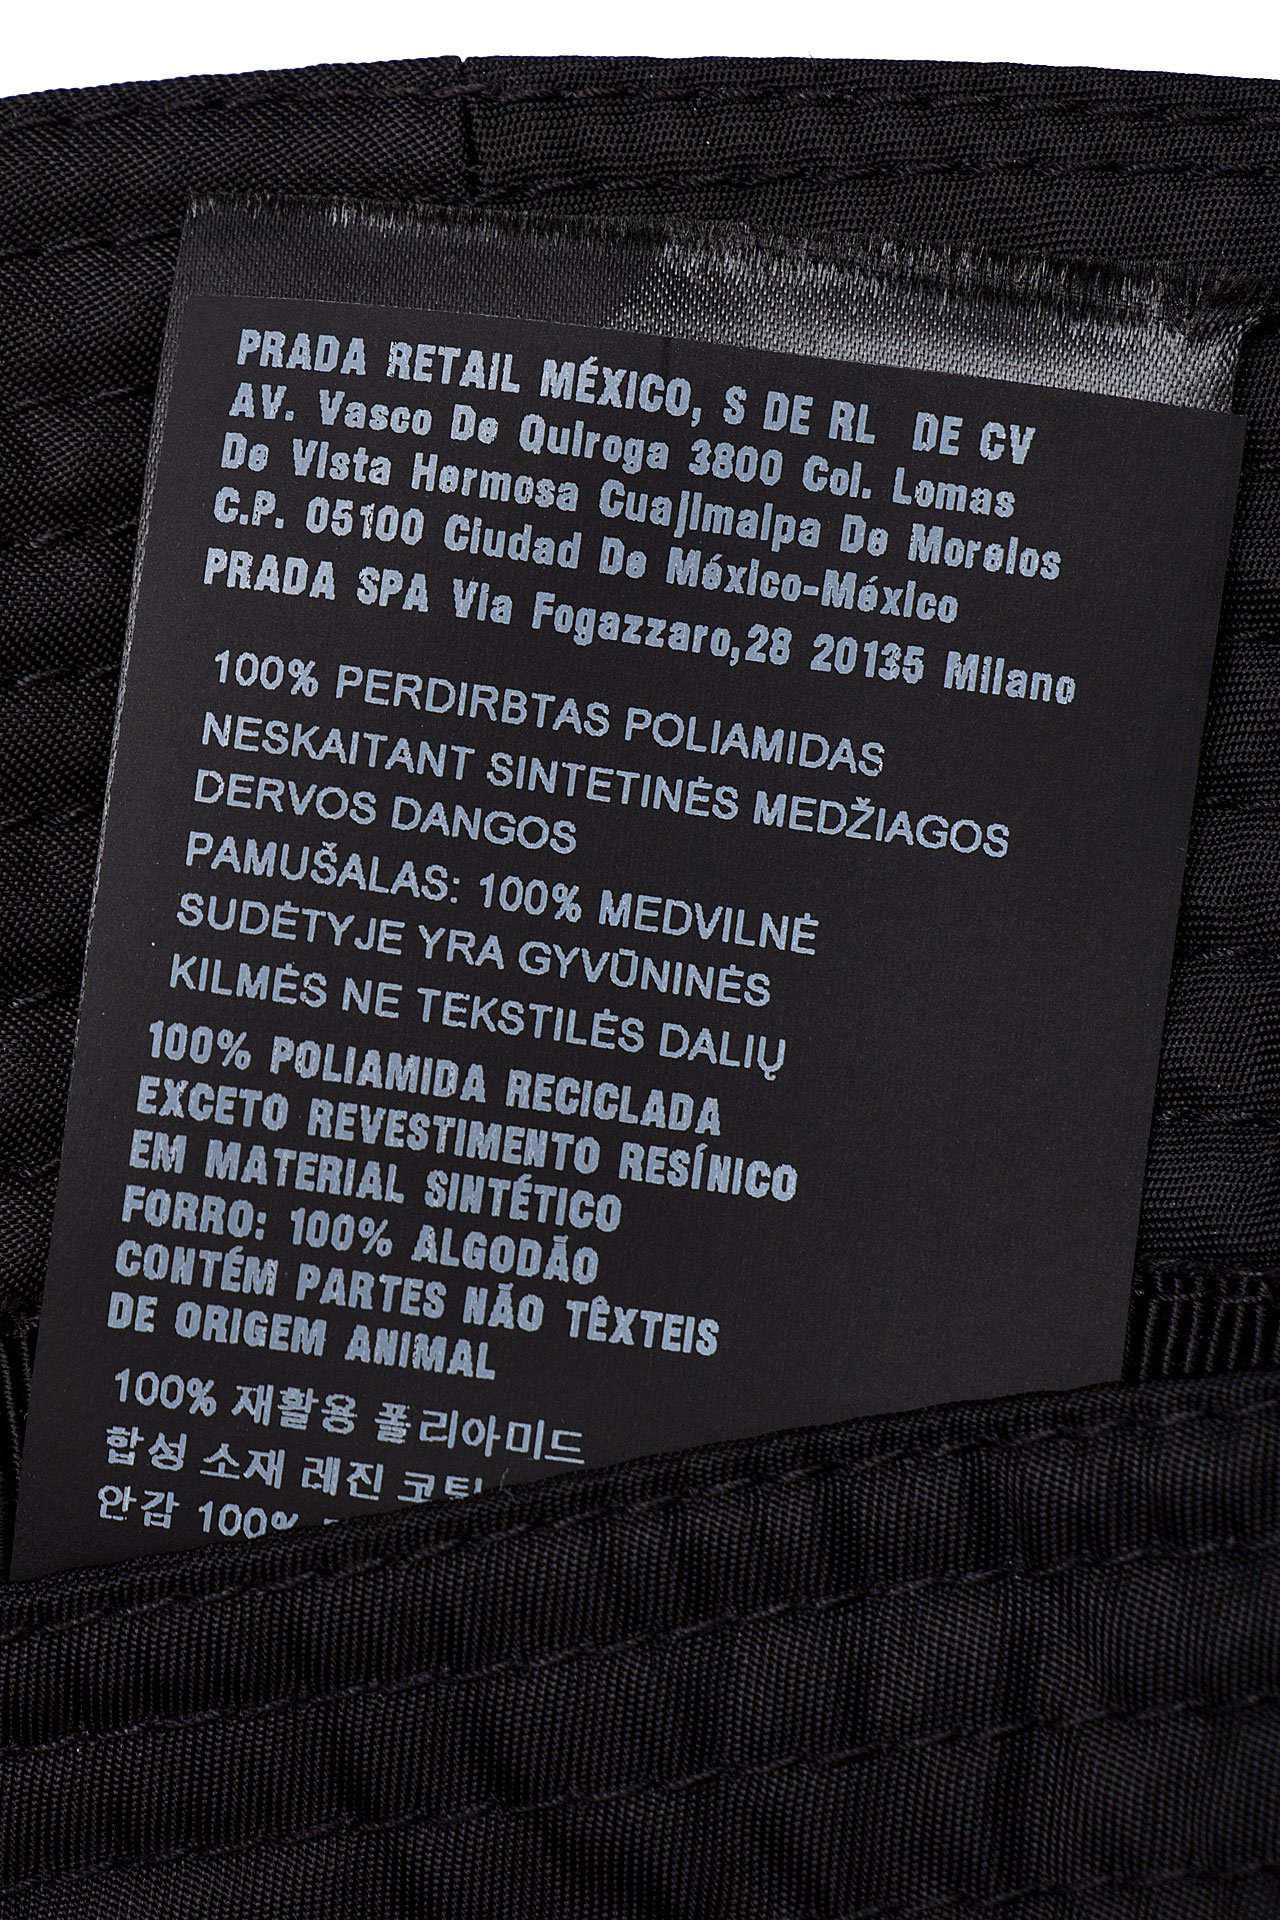 PRADA RETAIL MÉXICO, S DE RL DE CV
AV. Vasco De Quiroga 3800 Col. Lomas
De Vista Hermosa Cuajimalpa De Morelos
C.P. 05100 Ciudad De México-México
PRADA SPA Via Fogazzaro,28 20135 Milano
100% PERDIRBTAS POLIAMIDAS
NESKAITANT SINTETINĖS MEDŽIAGOS
DERVOS DANGOS
PAMUŠALAS: 100% MEDVILNĖ
SUDĖTYJE YRA GYVŪNINĖS
KILMĖS NE TEKSTILĖS DALIŲ
100% POLIAMIDA RECICLADA
EXCETO REVESTIMENTO RESÍNICO
EM MATERIAL SINTÉTICO
FORRO: 100% ALGODÃO
CONTÉM PARTES NÃO TÊXTEIS
DE ORIGEM ANIMAL
100% 재활용 폴리아미드
합성 소재 레진 코팅
안감 100%